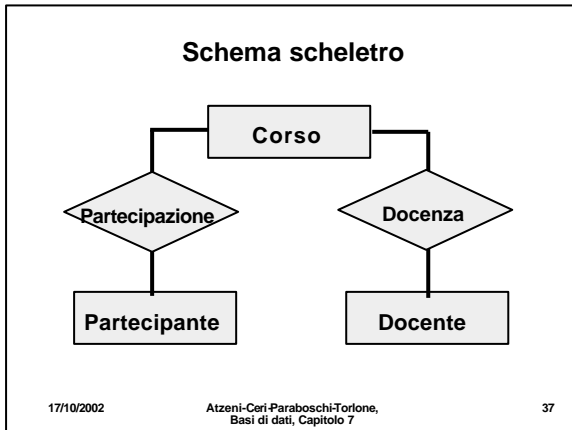 Schema scheletro
Corso
Partecipazione
Docenza
Partecipante
Docente
17/10/2002
Atzeni-Ceri-Paraboschi-Torlone,
Basi di dati, Capitolo 7
37